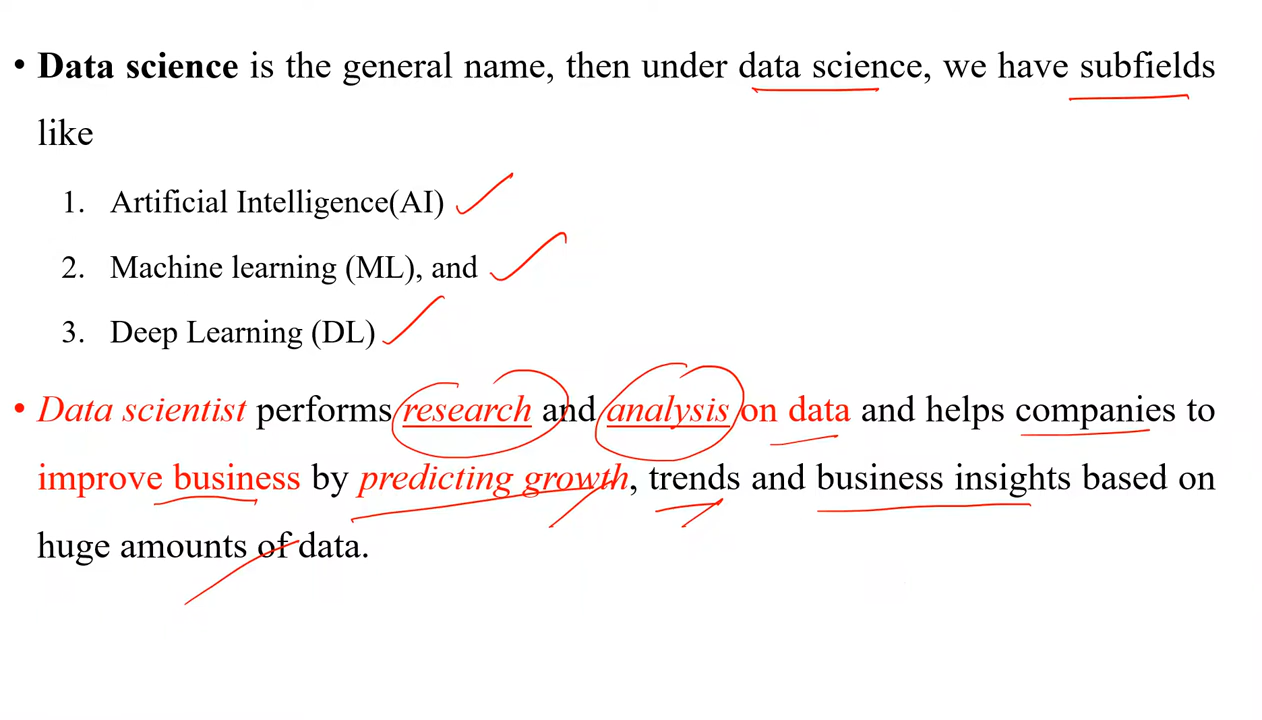 • Data science is the general name, then under data science, we have subfields
like
1. Artificial Intelligence(AI)
2. Machine learning (ML), and
3. Deep Learning (DL)
• Data scientist performs research and analysis on data and helps companies to
improve business by predicting growth, trends and business insights based on
huge amounts of data.